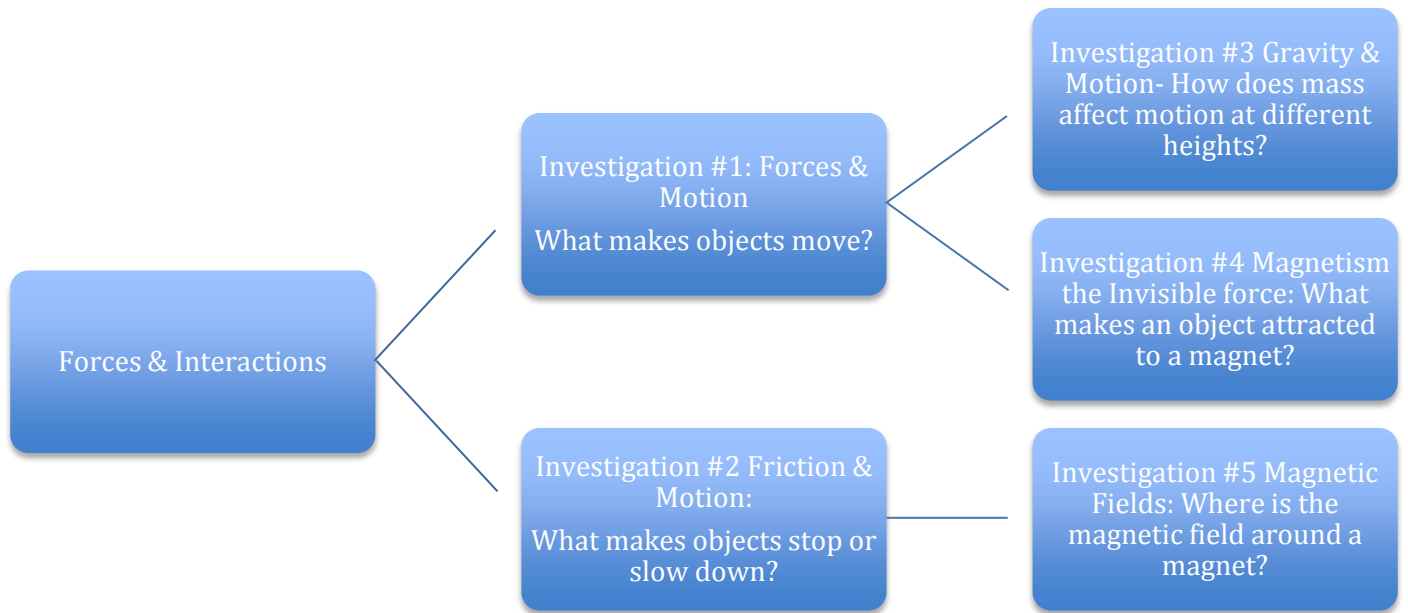 Forces & Interactions
Investigation #1: Forces &
Motion
What makes objects move?
Investigation #2 Friction &
Motion:
What makes objects stop or
slow down?
Investigation #3 Gravity &
Motion- How does mass
affect motion at different
heights?
Investigation #4 Magnetism
the Invisible force: What
makes an object attracted
to a magnet?
Investigation #5 Magnetic
Fields: Where is the
magnetic field around a
magnet?